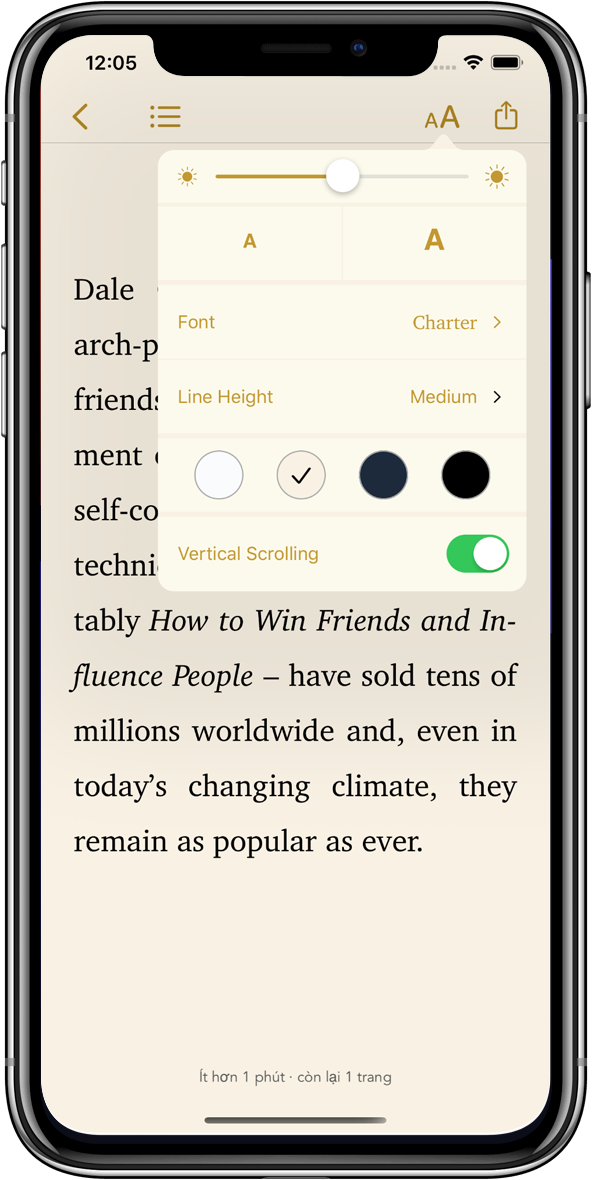 12:05
AA
A A
Font Charter
Line Height Medium
Vertical Scrolling
Dale
arch-p
friends
ment
self-co
techni
tably How to Win Friends and In-
fluence People – have sold tens of
millions worldwide and, even in
today’s changing climate, they
remain as popular as ever.
Ít hơn 1 phút · còn lại 1 trang